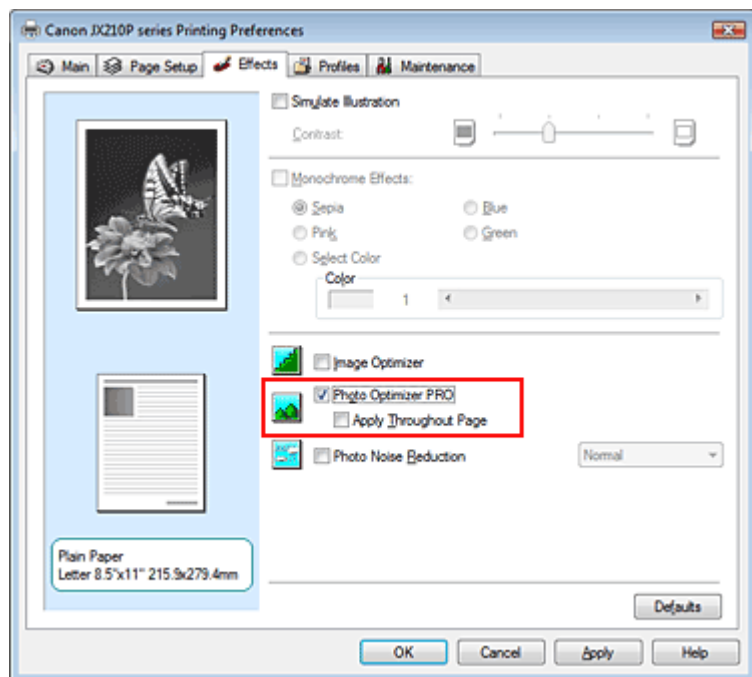 Canon JX210P series Printing Preferences
Main Page Setup Effects Profiles Maintenance
Simulate Illustration
Contrast:
Monochrome Effects:
Sepia Blue
Pink Green
Select Color
Color
1
Image Optimizer
Photo Optimizer PRO
Apply Throughout Page
Photo Noise Reduction Normal
Plain Paper
Letter 8.5"x11" 215.9x279.4mm
Defaults
OK Cancel Apply Help